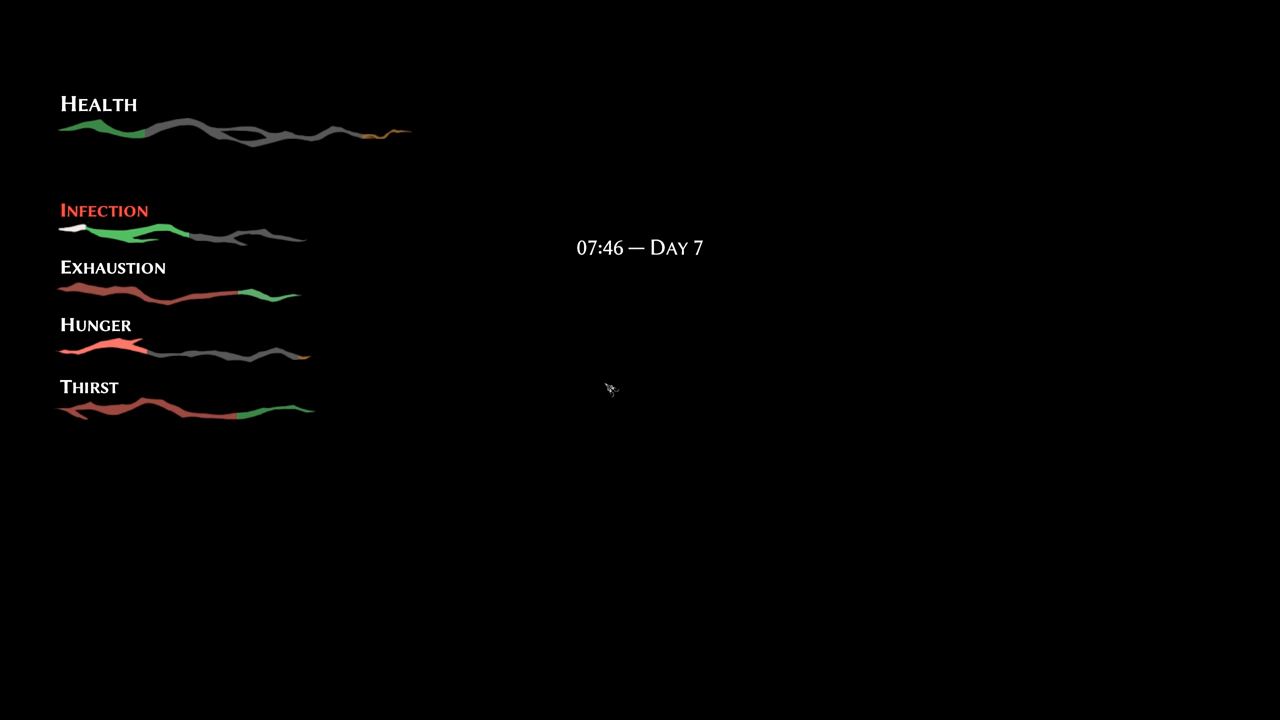 Health
Infection
07:46 — Day 7
Exhaustion
Hunger
Thirst